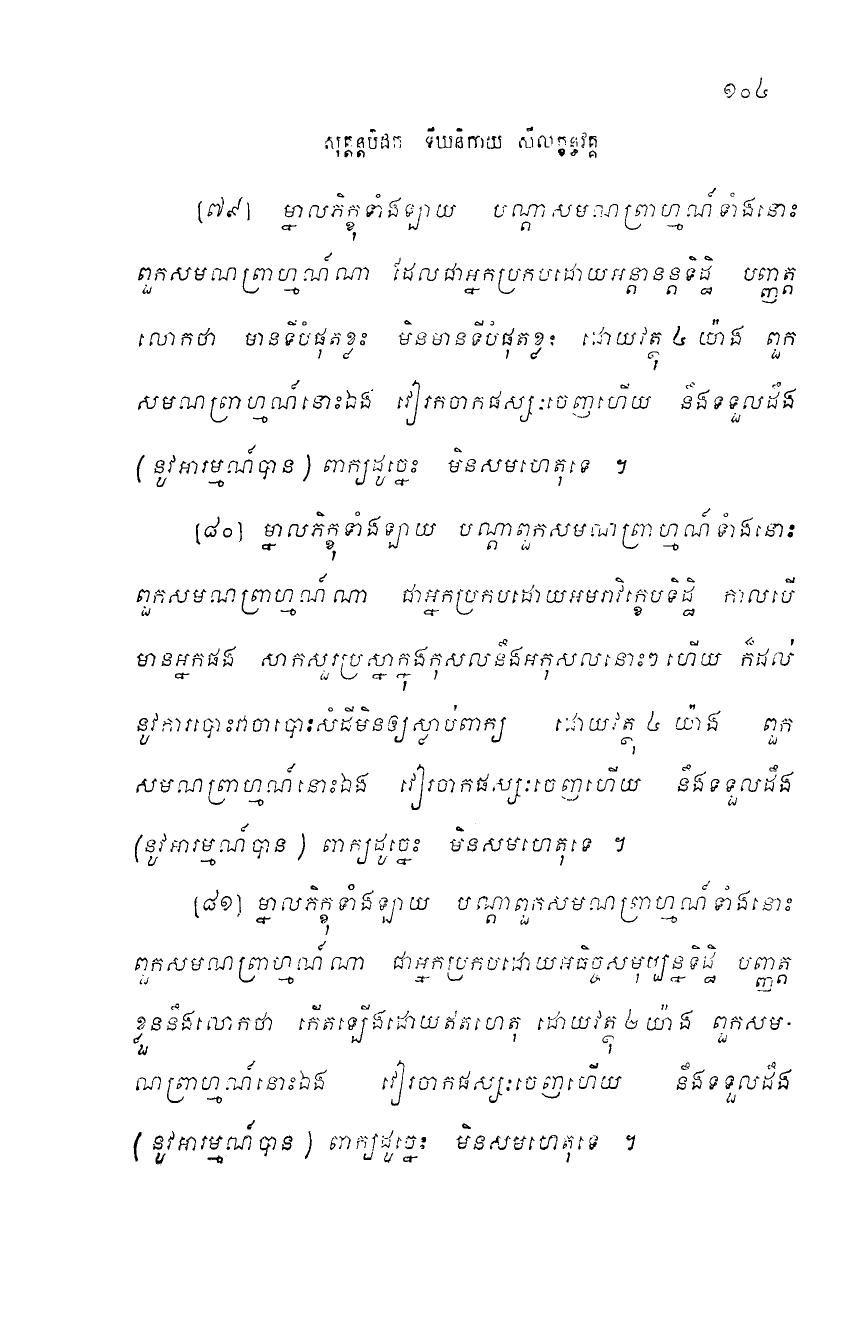 ១០៤
សុត្តន្តបិដក ទីឃនិកាយ សីលក្ខន្ធវគ្គ
[៧៩] ម្នាលភិក្ខុទាំងឡាយ បណ្តាសមណព្រាហ្មណ៍ទាំងនោះ
ពួកសមណព្រាហ្មណ៍ណា ដែលជាអ្នកប្រកបដោយអន្តានន្តទិដ្ឋិ បញ្ញត្ត
លោកថា មានទីបំផុតខ្លះ មិនមានទីបំផុតខ្លះ ដោយវត្ថុ ៤ យ៉ាង ពួក
សមណព្រាហ្មណ៍នោះឯង វៀរកចាកផស្សៈចេញហើយ នឹងទទួលដឹង
(នូវអារម្មណ៍បាន) ពាក្យដូច្នេះ មិនសមហេតុទេ ។
[៨០] ម្នាលភិក្ខុទាំងឡាយ បណ្តាពួកសមណព្រាហ្មណ៍ទាំងនោះ
ពួកសមណព្រាហ្មណ៍ណា ជាអ្នកប្រកបដោយអមរាវិក្ខេបទិដ្ឋិ កាលបើ
មានអ្នកផង សាកសួរប្រស្នាក្នុងកុសលនឹងអកុសលនោះៗ ហើយ ក៏ដល់
នូវការបោះរាចាបោះសំដីមិនឲ្យស្លាប់ពាក្យ ដោយវត្ថុ ៤ យ៉ាង ពួក
សមណព្រាហ្មណ៍នោះឯង វៀរចាកផស្សៈចេញហើយ នឹងទទួលដឹង
(នូវអារម្មណ៍បាន) ពាក្យដូច្នេះ មិនសមហេតុទេ ។
[៨១] ម្នាលភិក្ខុទាំងឡាយ បណ្តាពួកសមណព្រាហ្មណ៍ទាំងនោះ
ពួកសមណព្រាហ្មណ៍ណា ជាអ្នកប្រកបដោយអធិច្ចសមុប្បន្នទិដ្ឋិ បញ្ញត្ត
ខ្លួននឹងលោកថា កើតឡើងដោយឥតហេតុ ដោយវត្ថុ ២ យ៉ាង ពួកសម-
ណព្រាហ្មណ៍នោះឯង វៀរចាកផស្សៈចេញហើយ នឹងទទួលដឹង
(នូវអារម្មណ៍បាន) ពាក្យដូច្នេះ មិនសមហេតុទេ ។